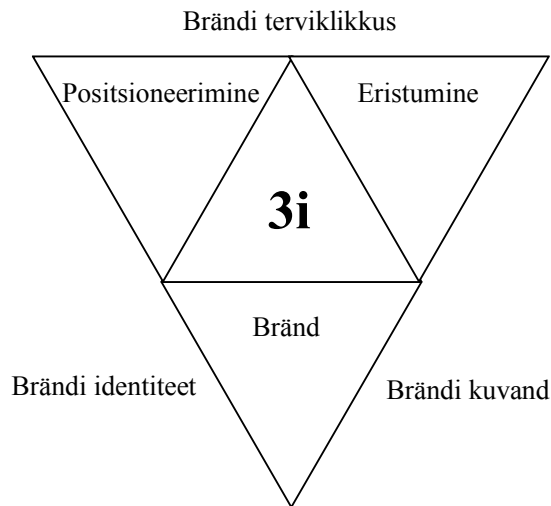 Brändi terviklikkus
Positsioneerimine
Eristumine
3i
Bränd
Brändi identiteet
Brändi kuvand